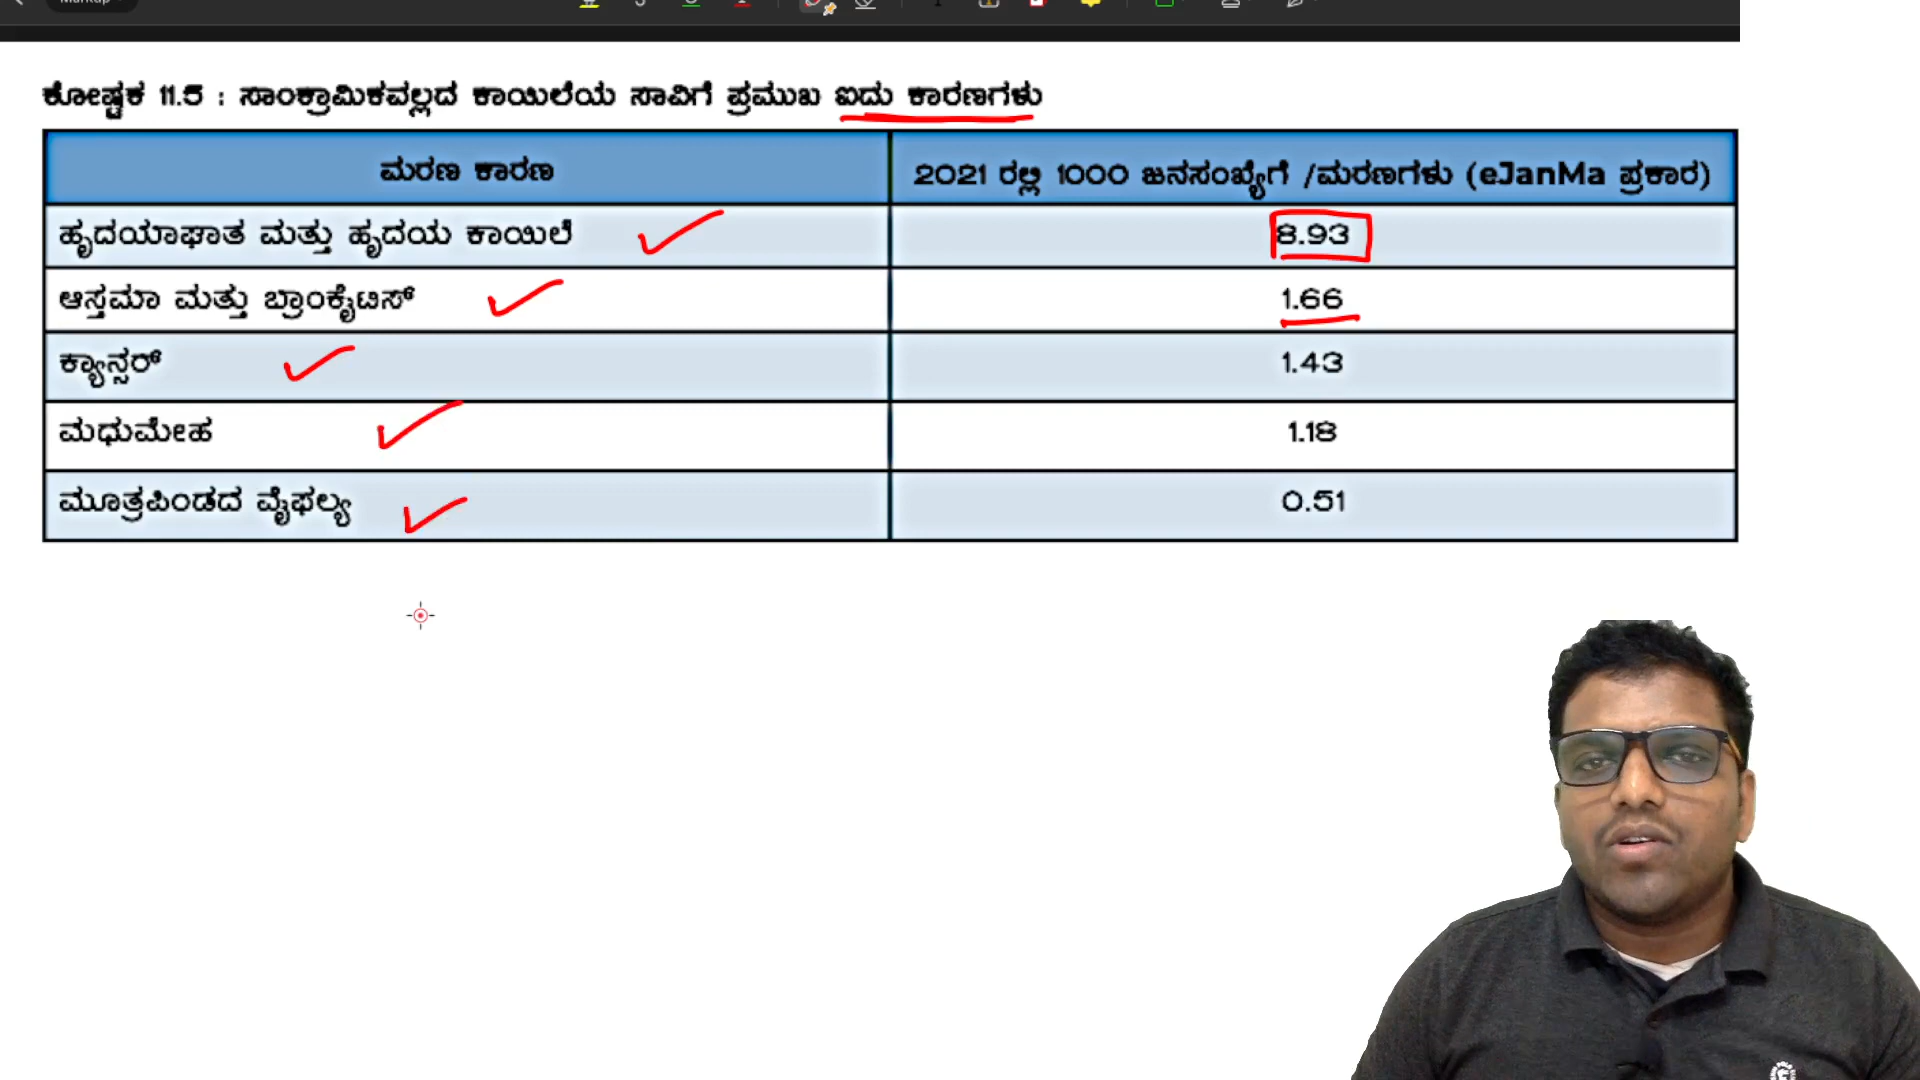 ಕೋಷ್ಟಕ 11.5 : ಸಾಂಕ್ರಾಮಿಕವಲ್ಲದ ಕಾಯಿಲೆಯ ಸಾವಿಗೆ ಪ್ರಮುಖ ಐದು ಕಾರಣಗಳು
ಮರಣ ಕಾರಣ 2021 ರಲ್ಲಿ 1000 ಜನಸಂಖ್ಯೆಗೆ /ಮರಣಗಳು (eJanMa ಪ್ರಕಾರ)
ಹೃದಯಾಘಾತ ಮತ್ತು ಹೃದಯ ಕಾಯಿಲೆ 8.93
ಆಸ್ತಮಾ ಮತ್ತು ಬ್ರಾಂಕೈಟಿಸ್ 1.66
ಕ್ಯಾನ್ಸರ್ 1.43
ಮಧುಮೇಹ 1.18
ಮೂತ್ರಪಿಂಡದ ವೈಫಲ್ಯ 0.51